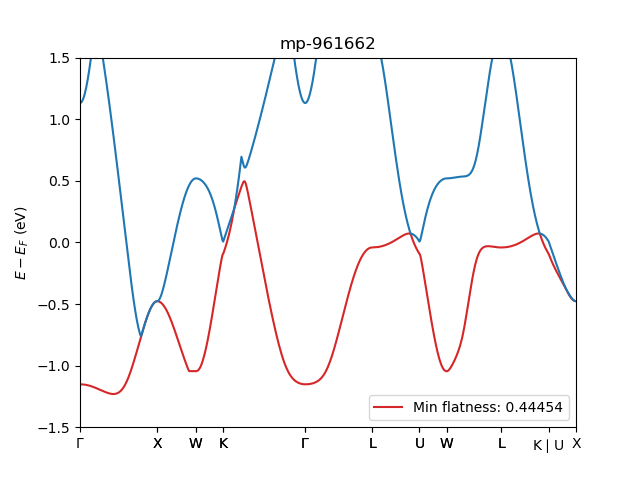 mp-961662
E − E_F (eV)
1.5
1.0
0.5
0.0
−0.5
−1.0
−1.5
Min flatness: 0.44454
Γ X W K Γ L U W L K | U X